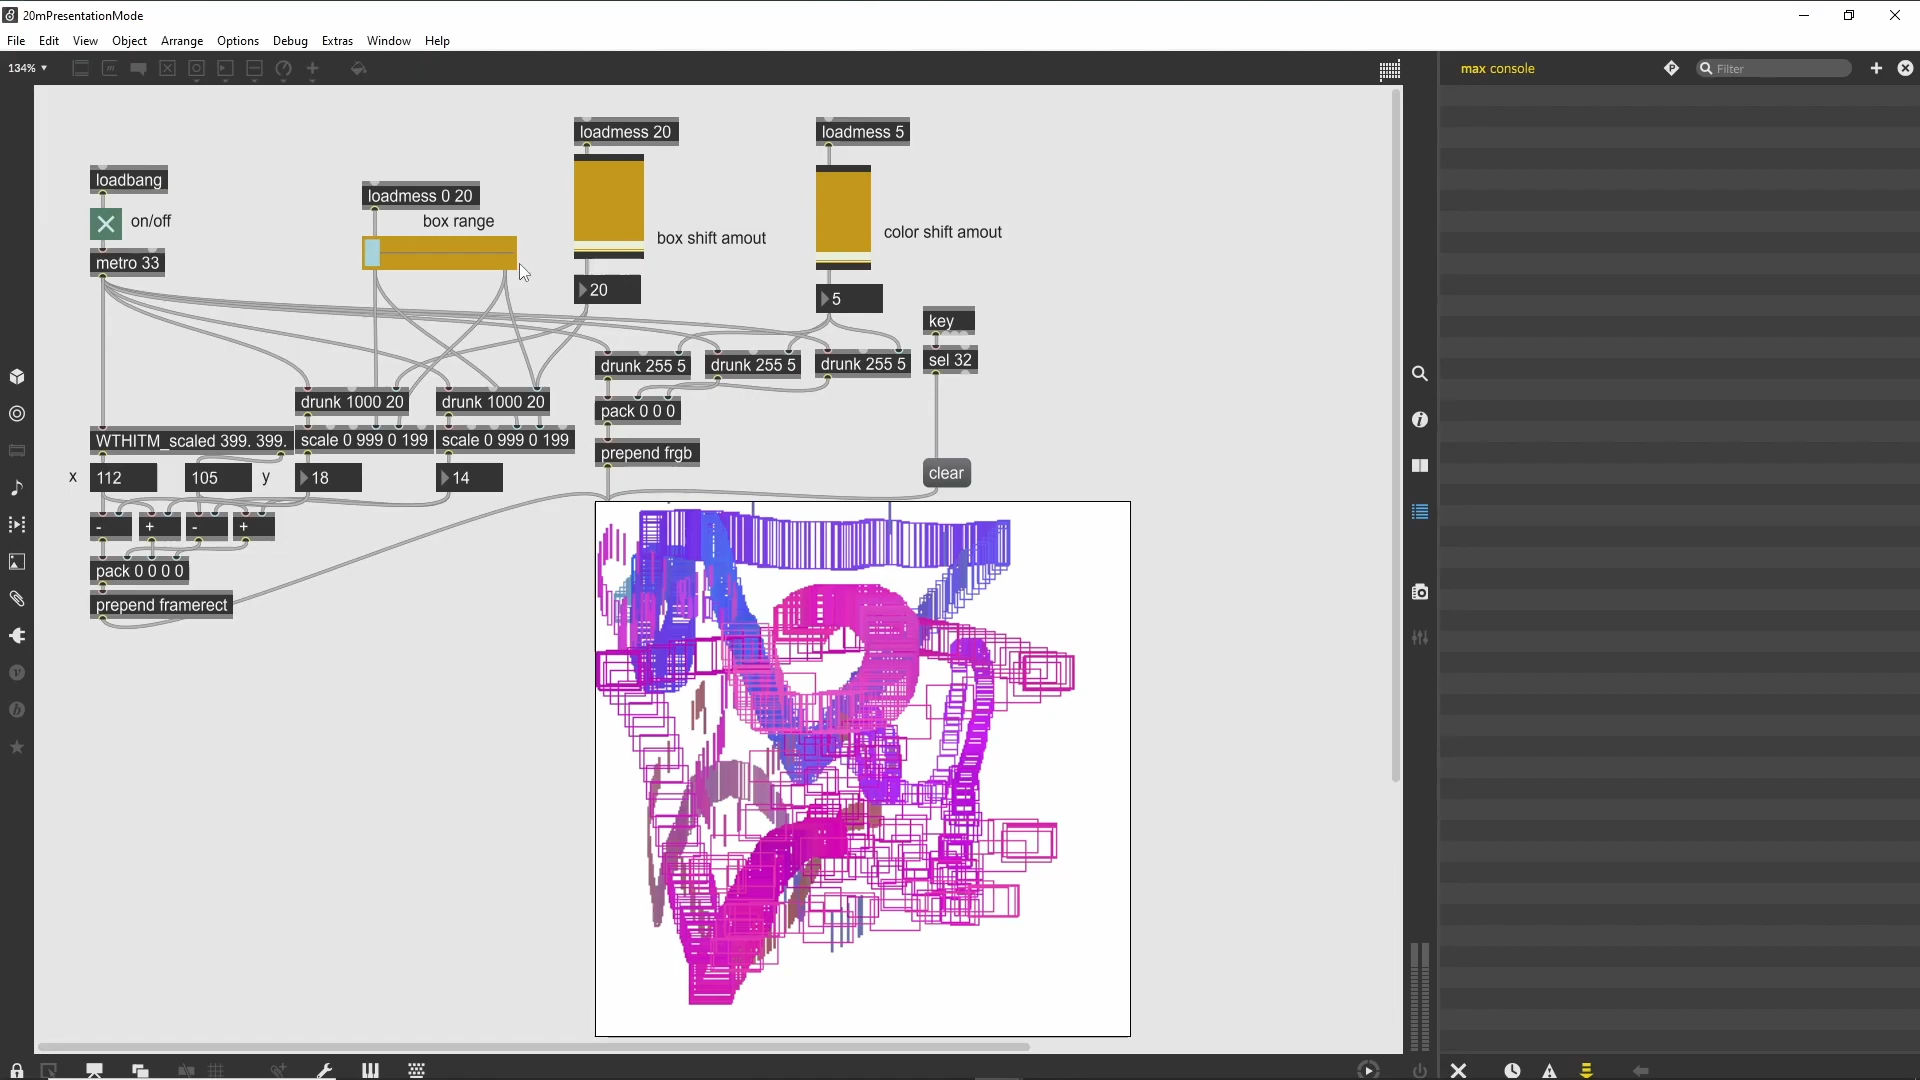 20mPresentationMode
File Edit View Object Arrange Options Debug Extras Window Help
134%
max console
Filter
loadmess 20
loadmess 5
loadbang
loadmess 0 20
on/off
box range
box shift amout
color shift amout
metro 33
20
5
key
drunk 255 5
drunk 255 5
drunk 255 5
sel 32
drunk 1000 20
drunk 1000 20
pack 0 0 0
WTHITM_scaled 399. 399.
scale 0 999 0 199
scale 0 999 0 199
prepend frgb
x
112
105
y
18
14
clear
-
+
-
+
pack 0 0 0 0
prepend framerect